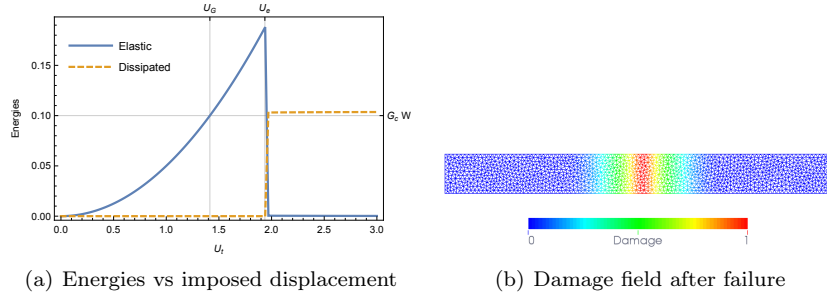 U_G U_e
Elastic
Dissipated
0.15
0.10
0.05
0.00
Energies
G_c W
0.0 0.5 1.0 1.5 2.0 2.5 3.0
U_t
0 Damage 1
(a) Energies vs imposed displacement
(b) Damage field after failure